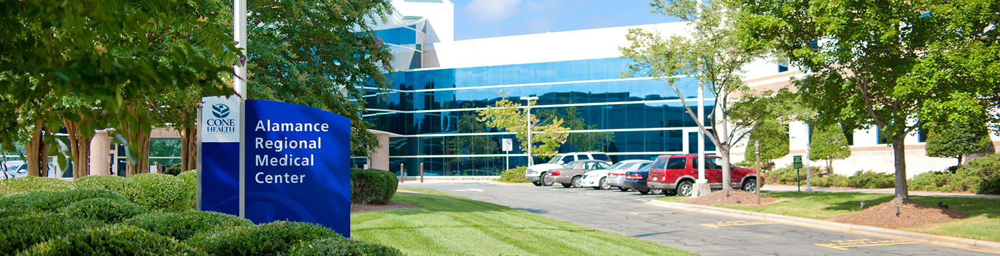 CONE
HEALTH
Alamance
Regional
Medical
Center